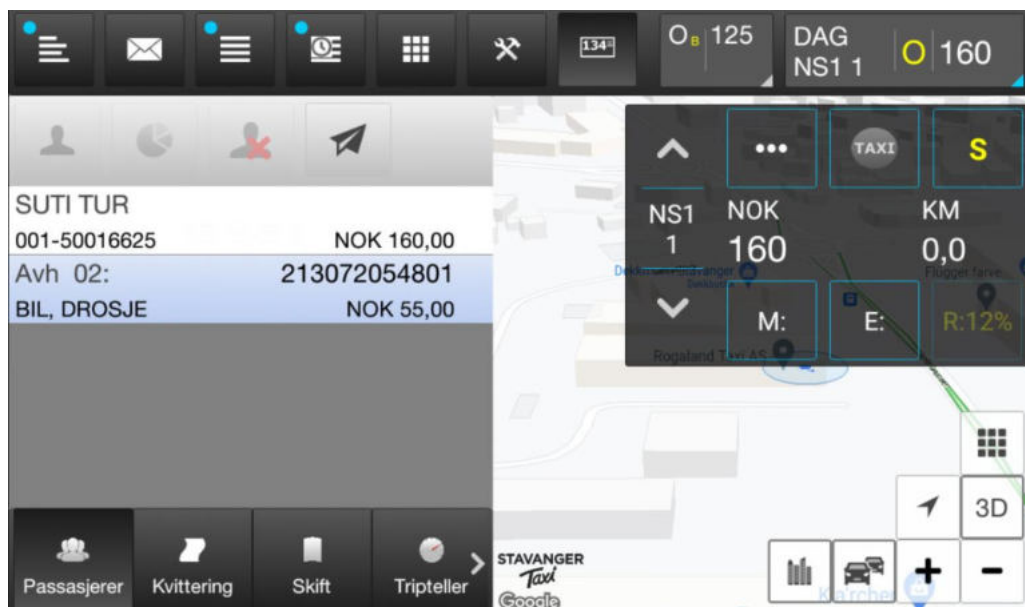 134
O B 125
DAG
NS1 1
O 160
TAXI
S
SUTI TUR
001-50016625 NOK 160,00
Avh 02: 213072054801
BIL, DROSJE NOK 55,00
NS1
1
NOK
160
KM
0,0
M:
E:
R:12%
Flügger farve
Rogaland Taxi AS
3D
STAVANGER
Taxi
Google
Kärcher
Passasjerer
Kvittering
Skift
Tripteller